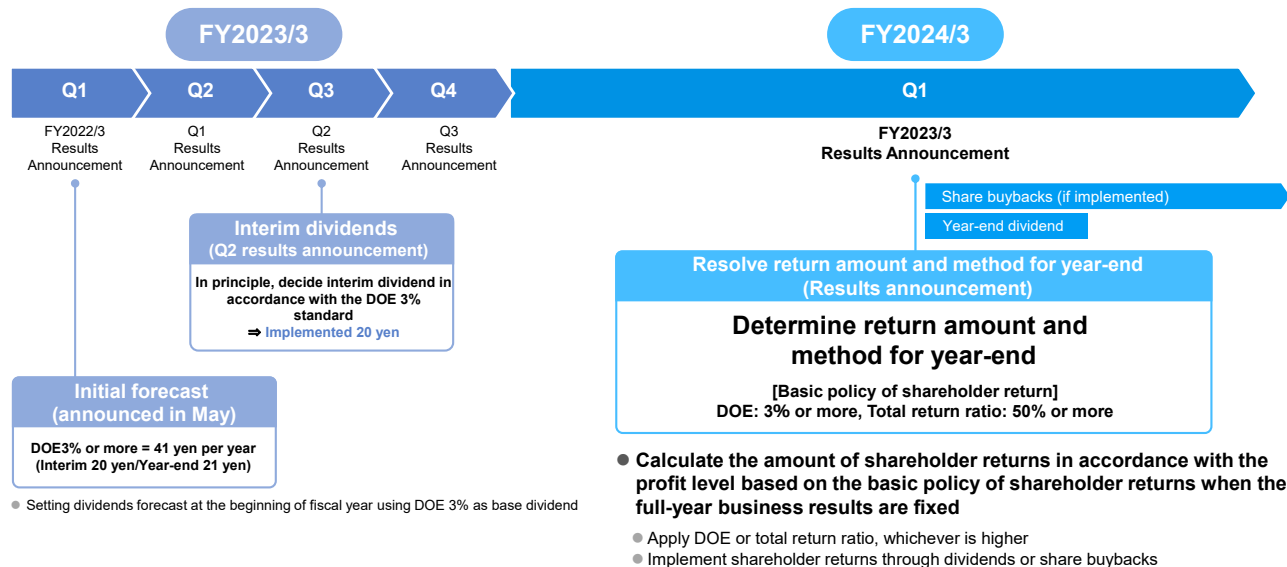 FY2023/3
FY2024/3
Q1
Q2
Q3
Q4
Q1
FY2022/3
Results
Announcement
Q1
Results
Announcement
Q2
Results
Announcement
Q3
Results
Announcement
FY2023/3
Results Announcement
Share buybacks (if implemented)
Year-end dividend
Interim dividends
(Q2 results announcement)
In principle, decide interim dividend in
accordance with the DOE 3%
standard
⇒ Implemented 20 yen
Initial forecast
(announced in May)
DOE3% or more = 41 yen per year
(Interim 20 yen/Year-end 21 yen)
● Setting dividends forecast at the beginning of fiscal year using DOE 3% as base dividend
Resolve return amount and method for year-end
(Results announcement)
Determine return amount and
method for year-end
[Basic policy of shareholder return]
DOE: 3% or more, Total return ratio: 50% or more
● Calculate the amount of shareholder returns in accordance with the
profit level based on the basic policy of shareholder returns when the
full-year business results are fixed
● Apply DOE or total return ratio, whichever is higher
● Implement shareholder returns through dividends or share buybacks